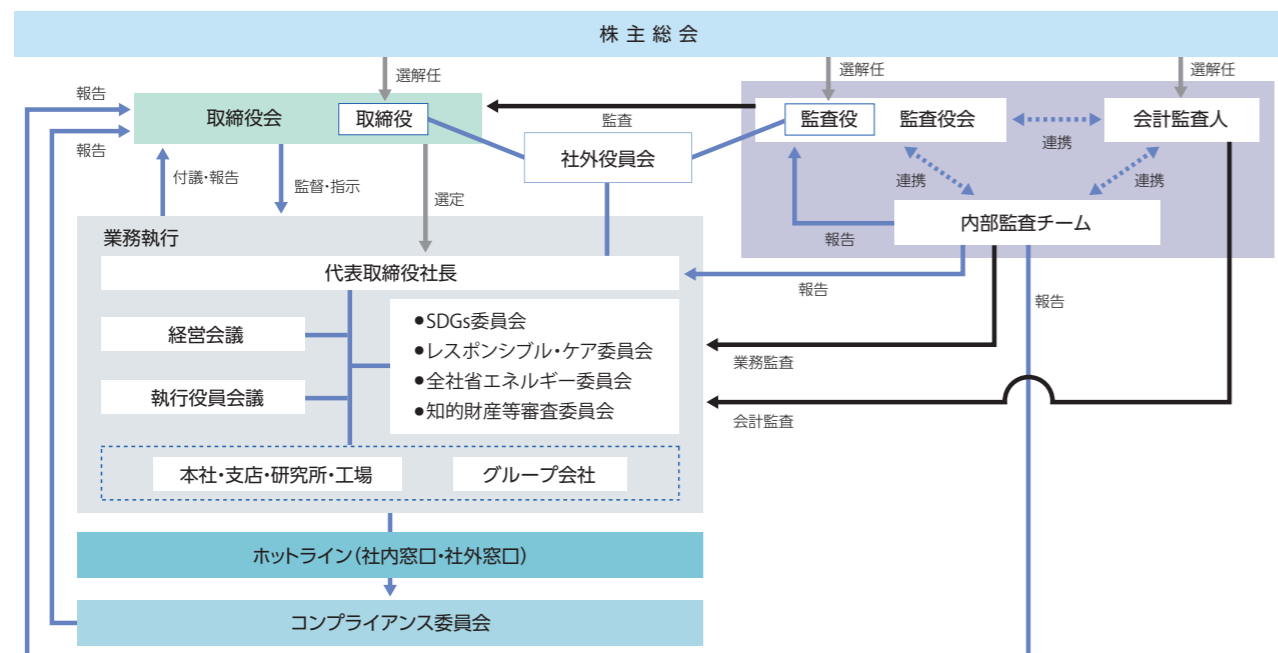 株主総会
選解任
選解任
選解任
報告
取締役会
取締役
監査
監査役
監査役会
連携
会計監査人
報告
社外役員会
付議・報告
監督・指示
選定
連携
連携
業務執行
報告
内部監査チーム
代表取締役社長
報告
報告
経営会議
●SDGs委員会
●レスポンシブル・ケア委員会
●全社省エネルギー委員会
●知的財産等審査委員会
業務監査
執行役員会議
会計監査
本社・支店・研究所・工場
グループ会社
ホットライン（社内窓口・社外窓口）
コンプライアンス委員会